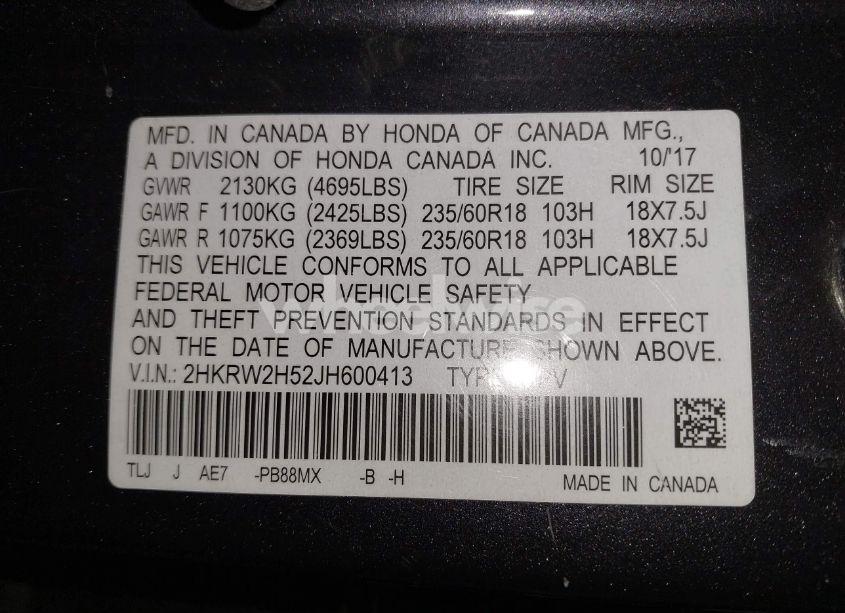 MFD. IN CANADA BY HONDA OF CANADA MFG.,
A DIVISION OF HONDA CANADA INC. 10/'17
GVWR 2130KG (4695LBS) TIRE SIZE RIM SIZE
GAWR F 1100KG (2425LBS) 235/60R18 103H 18X7.5J
GAWR R 1075KG (2369LBS) 235/60R18 103H 18X7.5J
THIS VEHICLE CONFORMS TO ALL APPLICABLE
FEDERAL MOTOR VEHICLE SAFETY
AND THEFT PREVENTION STANDARDS IN EFFECT
ON THE DATE OF MANUFACTURE SHOWN ABOVE.
V.I.N.: 2HKRW2H52JH600413
TLJ J AE7 -PB88MX -B -H
MADE IN CANADA